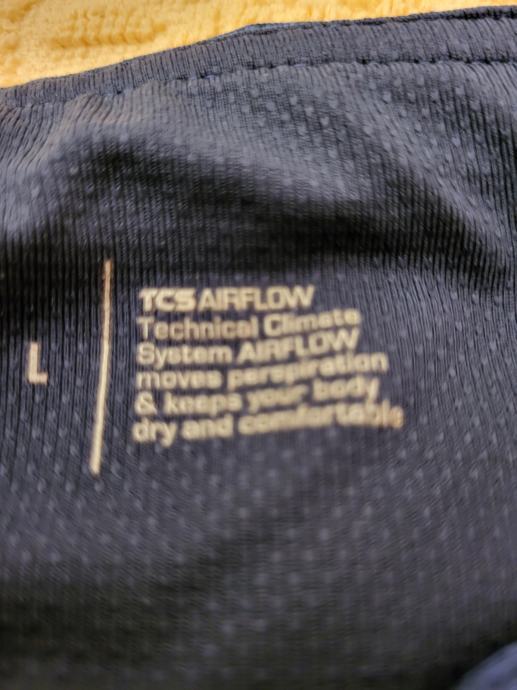 L
TCS AIRFLOW
Technical Climate
System AIRFLOW
moves perspiration
& keeps your body
dry and comfortable